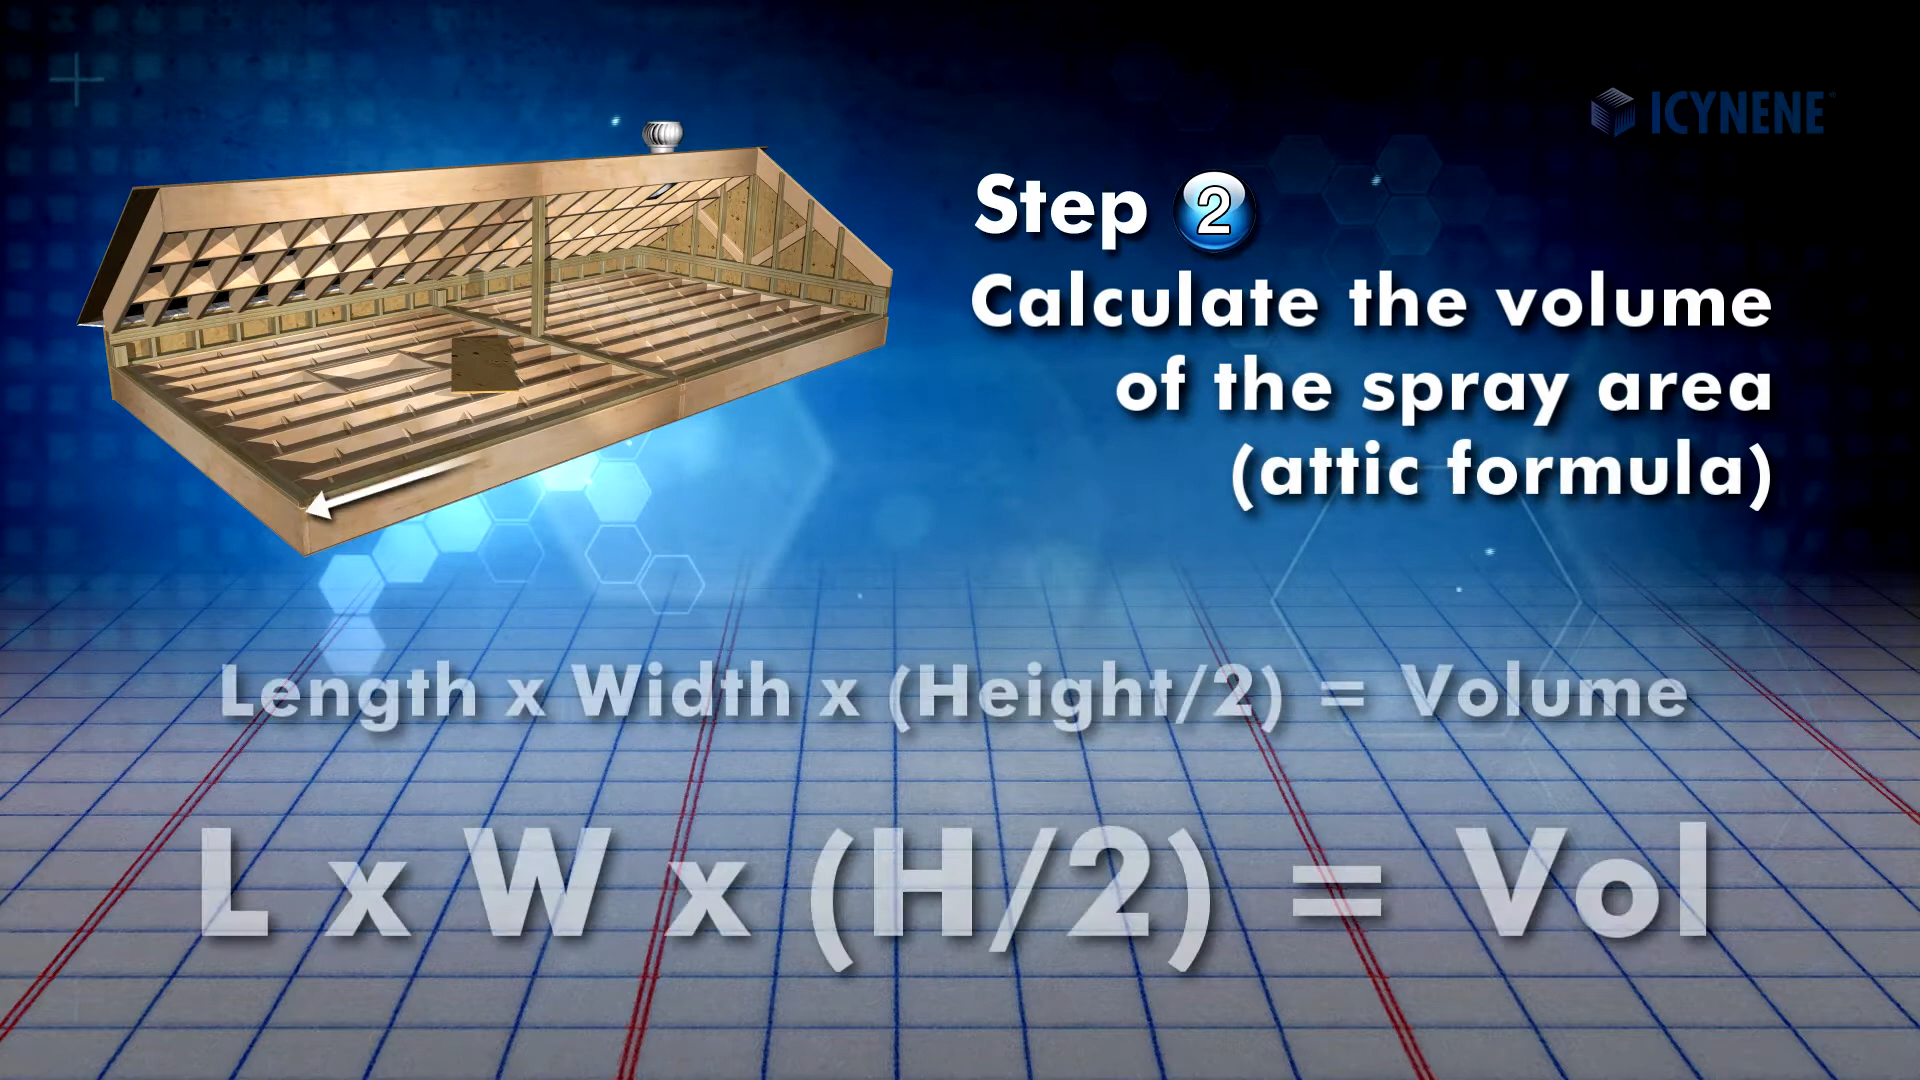 ICYNENE
Step 2
Calculate the volume
of the spray area
(attic formula)
Length x Width x (Height/2) = Volume
L x W x (H/2) = Vol